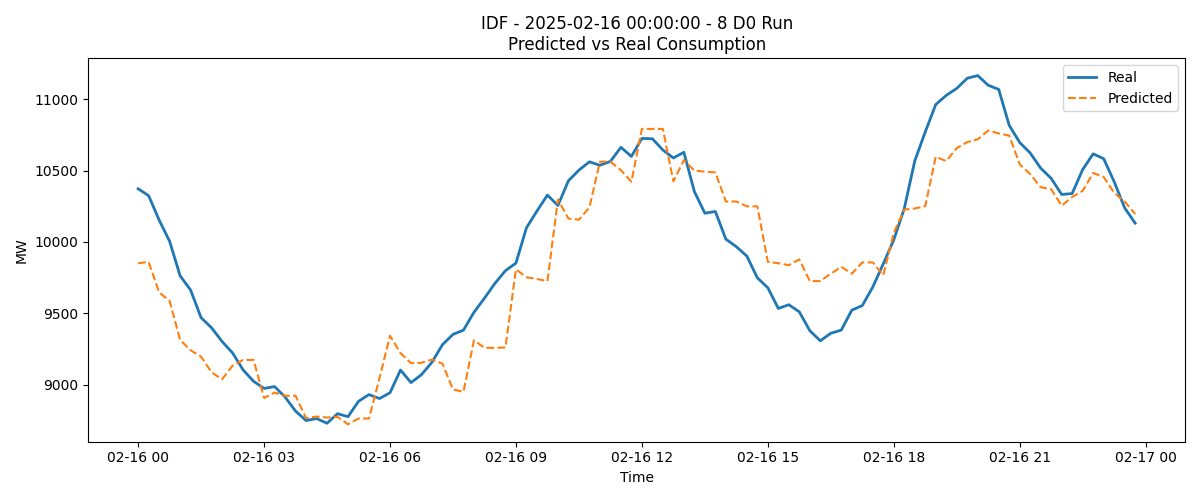 IDF - 2025-02-16 00:00:00 - 8 D0 Run
Predicted vs Real Consumption
Real
Predicted
MW
11000
10500
10000
9500
9000
02-16 00
02-16 03
02-16 06
02-16 09
02-16 12
02-16 15
02-16 18
02-16 21
02-17 00
Time